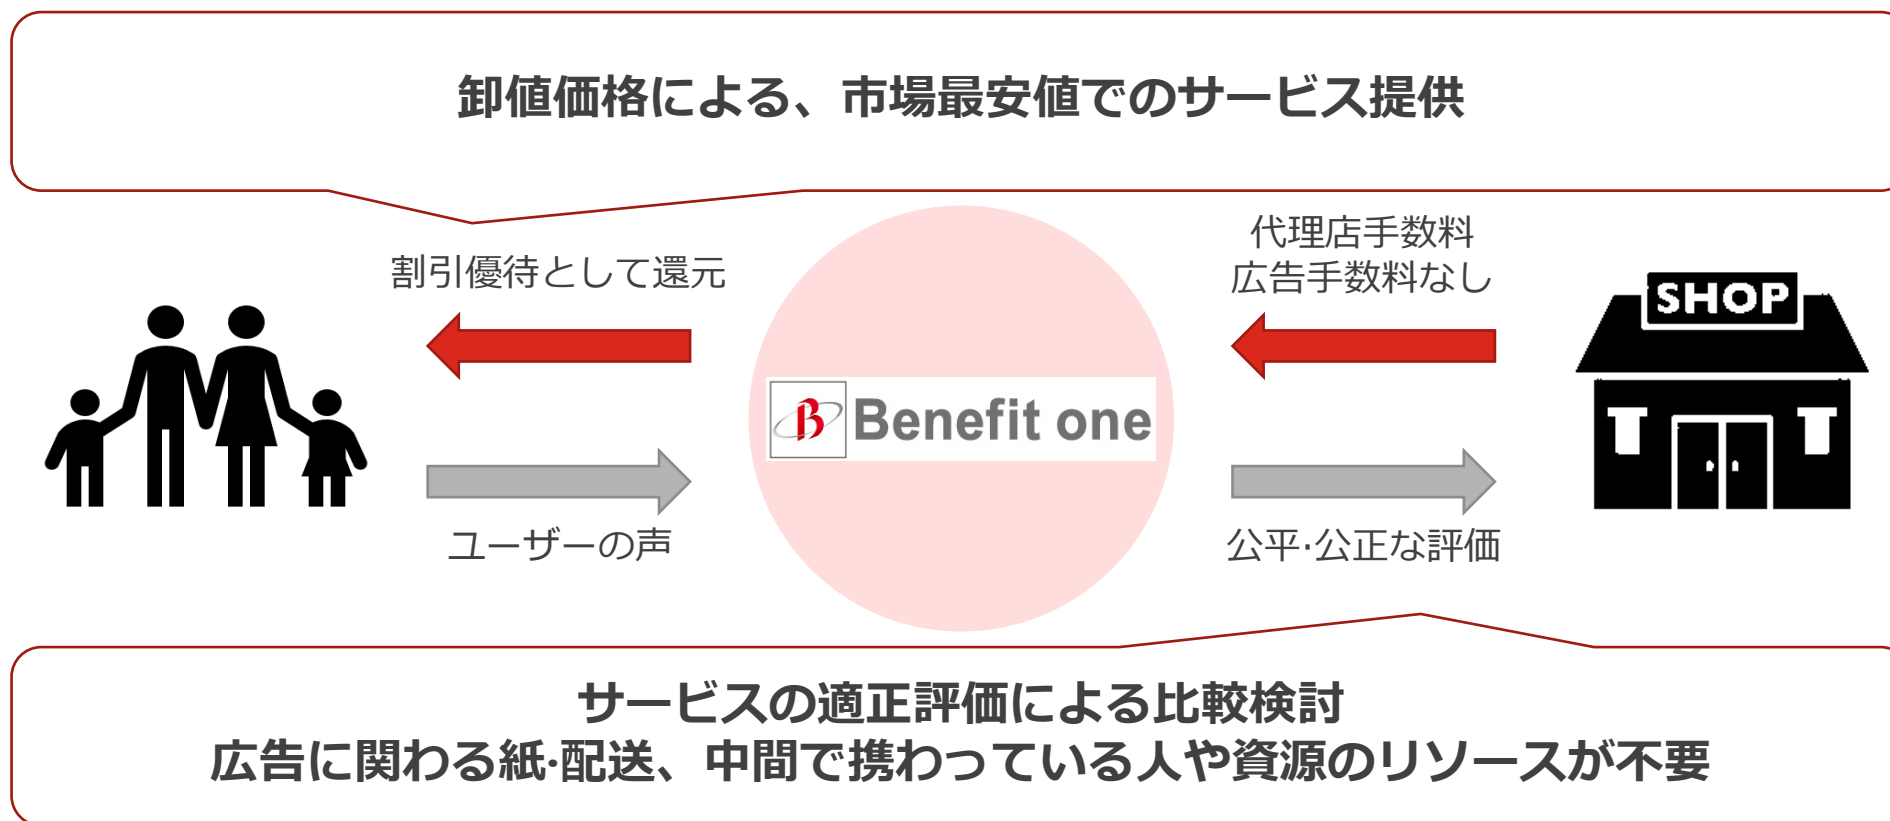 卸値価格による、市場最安値でのサービス提供
割引優待として還元
代理店手数料
広告手数料なし
SHOP
B Benefit one
ユーザーの声
公平･公正な評価
サービスの適正評価による比較検討
広告に関わる紙･配送、中間で携わっている人や資源のリソースが不要